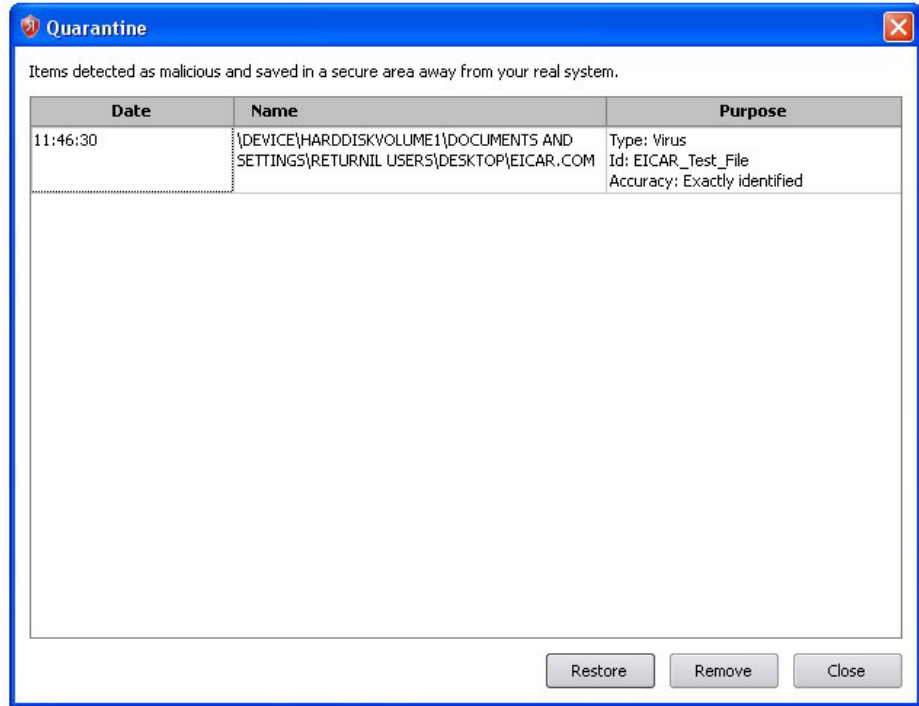 Quarantine
Items detected as malicious and saved in a secure area away from your real system.
Date Name Purpose
11:46:30 \DEVICE\HARDDISKVOLUME1\DOCUMENTS AND Type: Virus
SETTINGS\RETURNIL USERS\DESKTOP\EICAR.COM Id: EICAR_Test_File
Accuracy: Exactly identified
Restore Remove Close